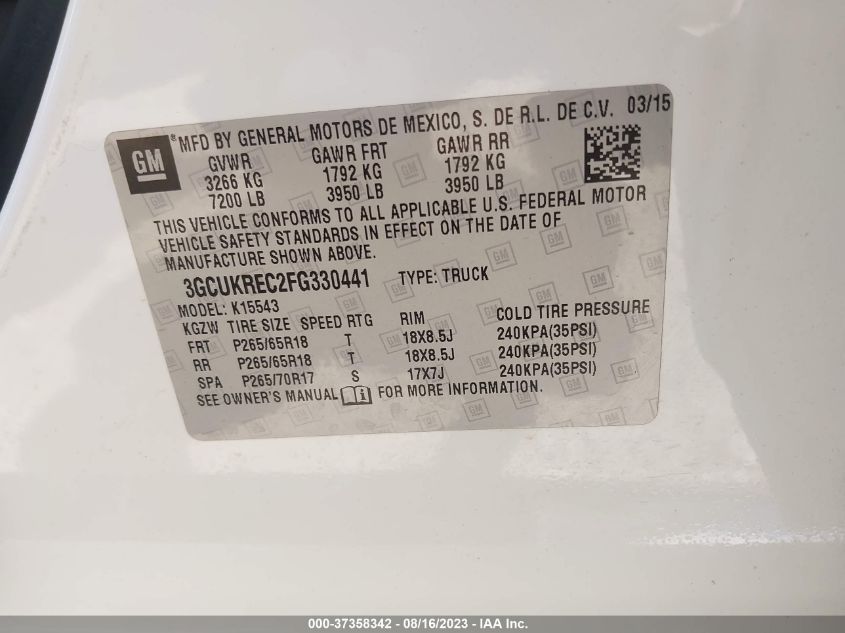 GM ® MFD BY GENERAL MOTORS DE MEXICO, S. DE R.L. DE C.V. 03/15
GVWR GAWR FRT GAWR RR
3266 KG 1792 KG 1792 KG
7200 LB 3950 LB 3950 LB
THIS VEHICLE CONFORMS TO ALL APPLICABLE U.S. FEDERAL MOTOR
VEHICLE SAFETY STANDARDS IN EFFECT ON THE DATE OF
MANUFACTURE SHOWN ABOVE.
3GCUKREC2FG330441 TYPE: TRUCK
MODEL: K15543
KGZW TIRE SIZE SPEED RTG RIM COLD TIRE PRESSURE
FRT P265/65R18 T 18X8.5J 240KPA(35PSI)
RR P265/65R18 T 18X8.5J 240KPA(35PSI)
SPA P265/70R17 S 17X7J 240KPA(35PSI)
SEE OWNER'S MANUAL FOR MORE INFORMATION.
000-37358342 - 08/16/2023 - IAA Inc.